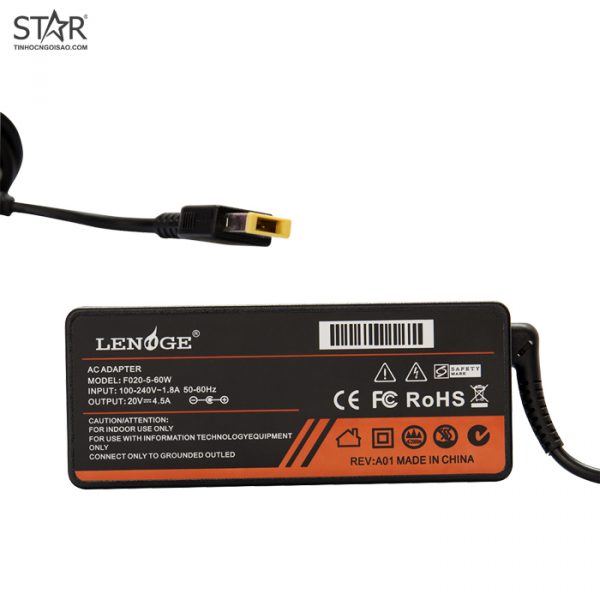 STAR
TINHOCNGOISAO.COM
LENOGE®
AC ADAPTER
MODEL: F020-5-60W
INPUT: 100-240V~1.8A 50-60Hz
OUTPUT: 20V⎓4.5A
CAUTION/ATTENTION:
FOR INDOOR USE ONLY
FOR USE WITH INFORMATION TECHNOLOGYEQUIPMENT
ONLY
CONNECT ONLY TO GROUNDED OUTLED
SAFETY
MARK
CE FC RoHS
REV:A01 MADE IN CHINA